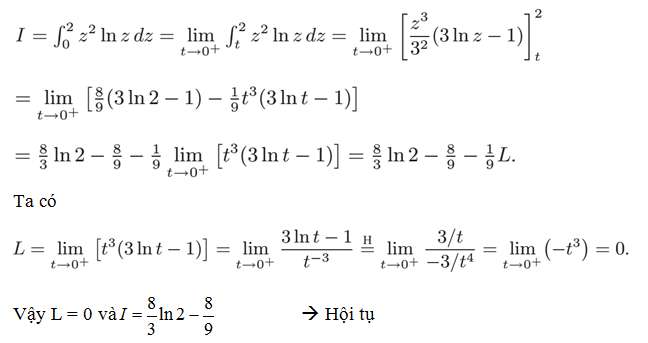 I = ∫₀² z² ln z dz = lim_{t→0⁺} ∫ₜ² z² ln z dz = lim_{t→0⁺} [z³/3² (3 ln z − 1)]ₜ²
= lim_{t→0⁺} [8/9 (3 ln 2 − 1) − 1/9 t³(3 ln t − 1)]
= 8/3 ln 2 − 8/9 − 1/9 lim_{t→0⁺} [t³(3 ln t − 1)] = 8/3 ln 2 − 8/9 − 1/9 L.
Ta có
L = lim_{t→0⁺} [t³(3 ln t − 1)] = lim_{t→0⁺} (3 ln t − 1)/t⁻³ =ᴴ lim_{t→0⁺} (3/t)/(−3/t⁴) = lim_{t→0⁺} (−t³) = 0.
Vậy L = 0 và I = 8/3 ln 2 − 8/9 → Hội tụ